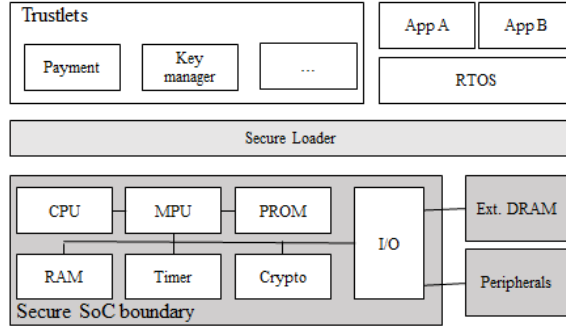 Trustlets
Payment
Key
manager
...
App A
App B
RTOS
Secure Loader
CPU
MPU
PROM
I/O
Ext. DRAM
RAM
Timer
Crypto
Peripherals
Secure SoC boundary